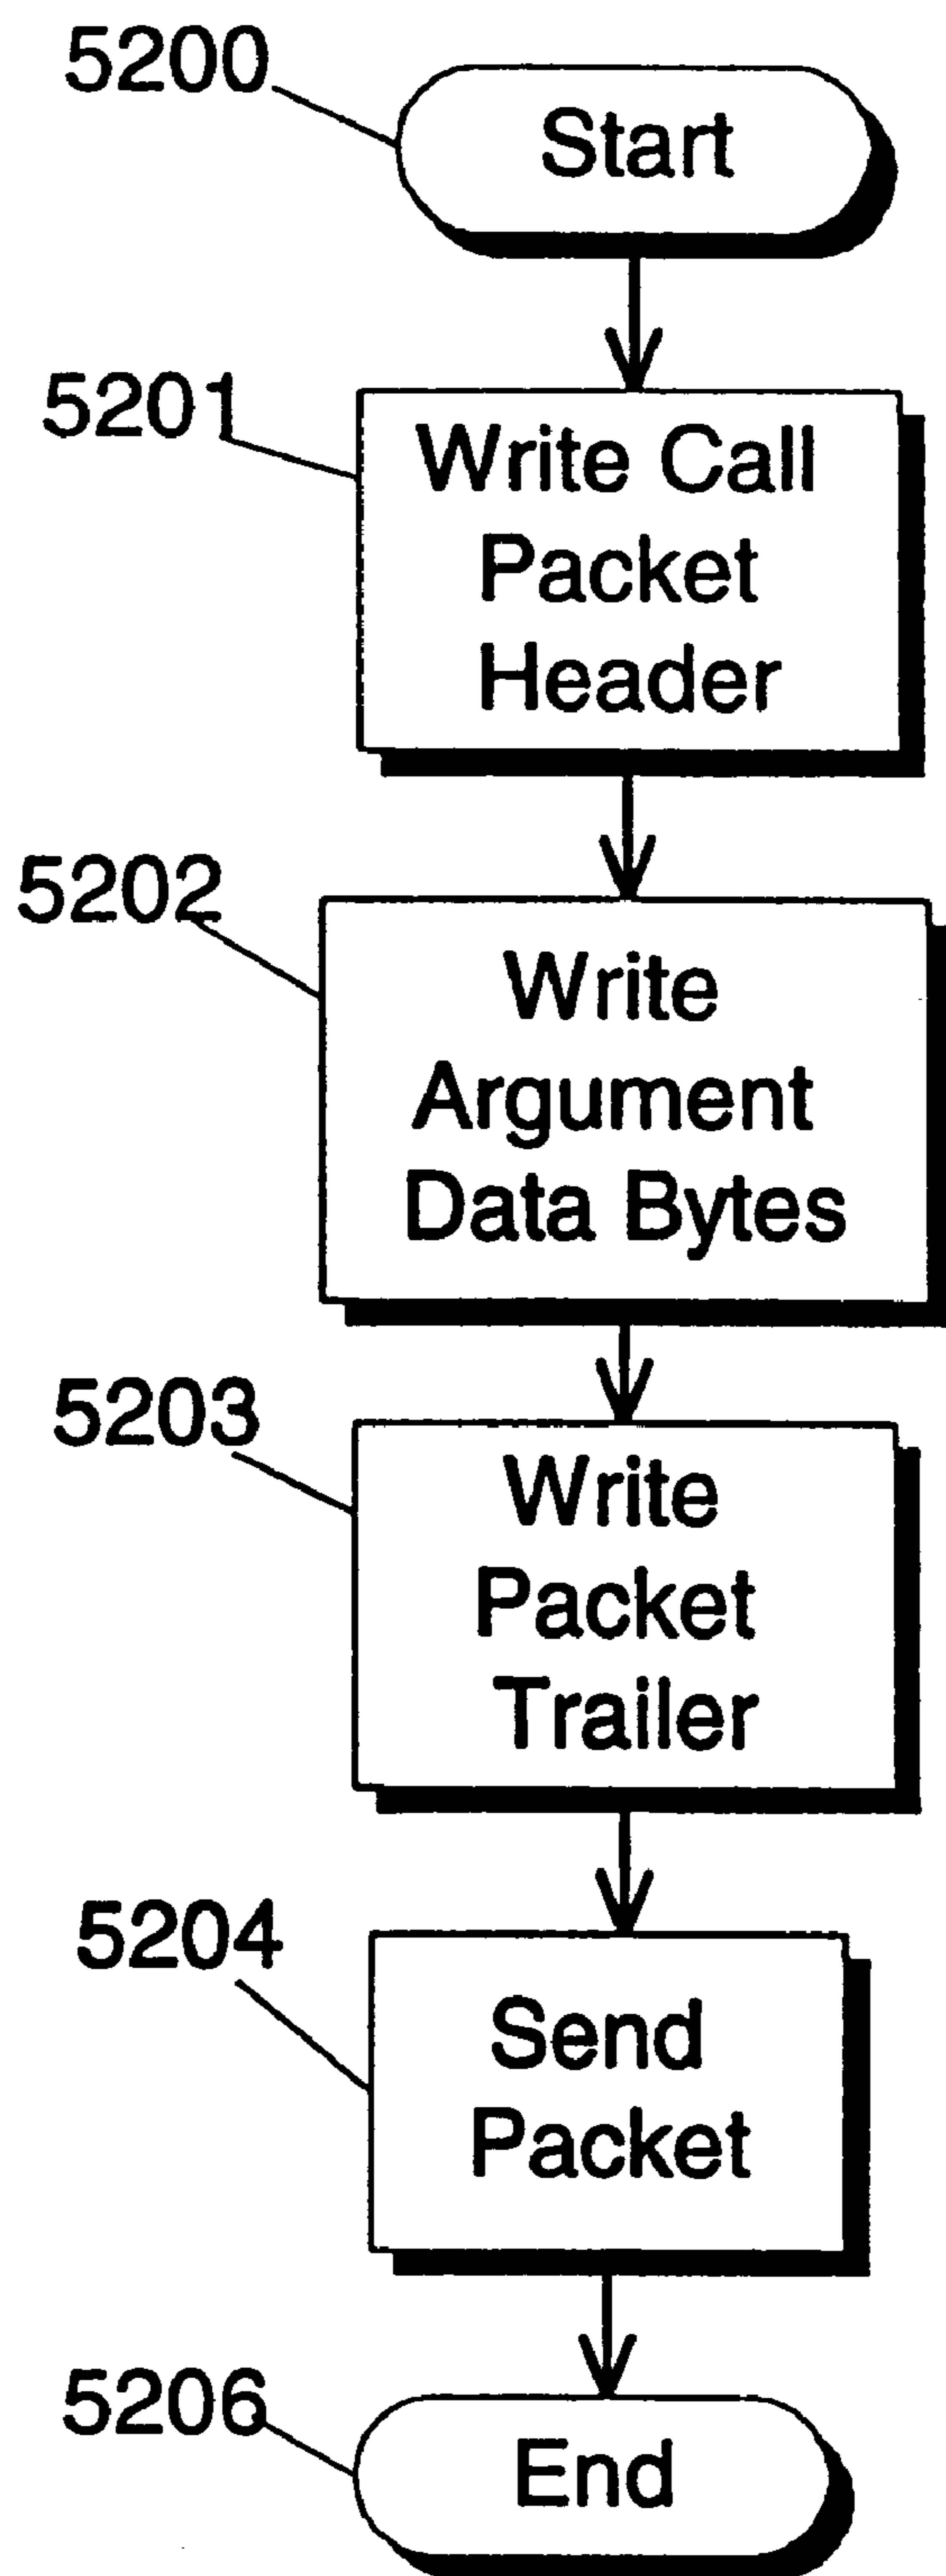 5200
Start
5201
Write Call
Packet
Header
5202
Write
Argument
Data Bytes
5203
Write
Packet
Trailer
5204
Send
Packet
5206
End